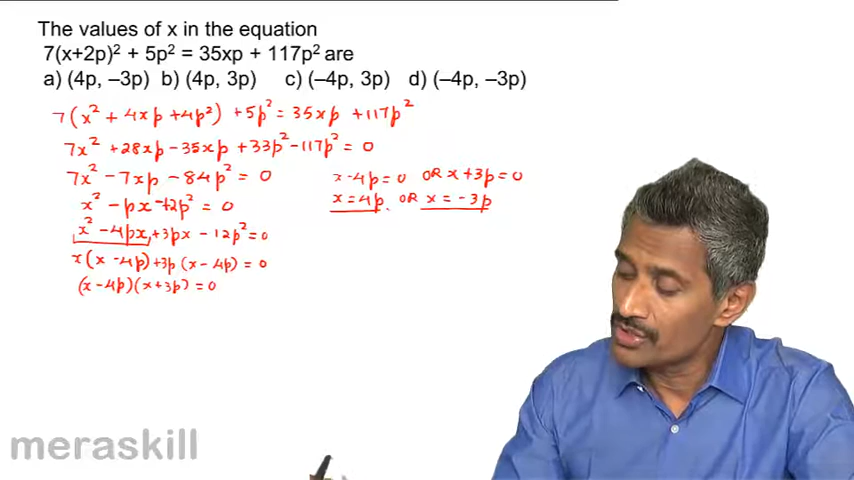 The values of x in the equation
7(x+2p)² + 5p² = 35xp + 117p² are
a) (4p, –3p) b) (4p, 3p) c) (–4p, 3p) d) (–4p, –3p)
7(x² + 4xp + 4p²) + 5p² = 35xp + 117p²
7x² + 28xp - 35xp + 33p² - 117p² = 0
7x² - 7xp - 84p² = 0
x - 4p = 0 OR x + 3p = 0
x² - px - 12p² = 0
x = 4p. OR x = -3p
x² - 4px + 3px - 12p² = 0
x(x - 4p) + 3p (x - 4p) = 0
(x - 4p)(x + 3p) = 0
meraskill